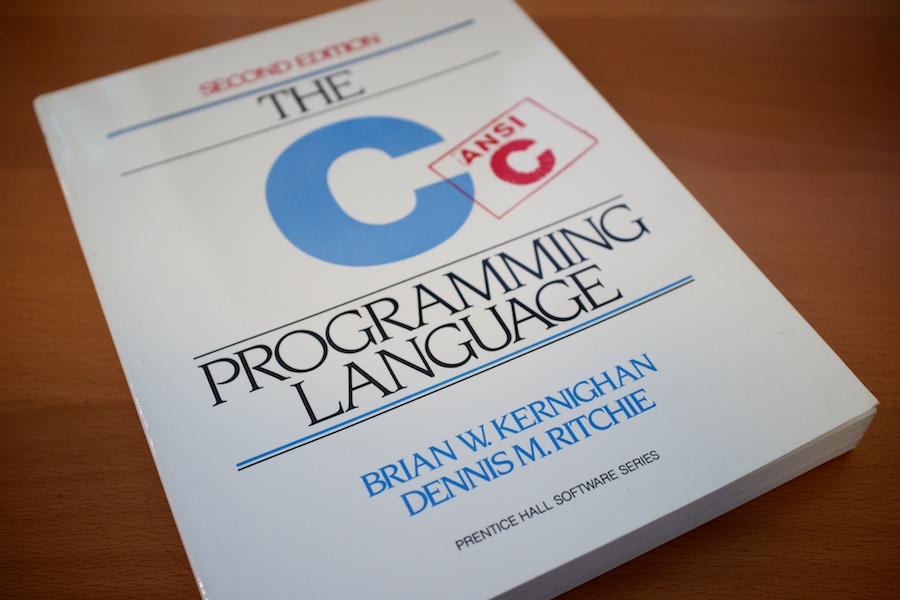 SECOND EDITION
THE
C
ANSI
C
PROGRAMMING
LANGUAGE
BRIAN W. KERNIGHAN
DENNIS M. RITCHIE
PRENTICE HALL SOFTWARE SERIES